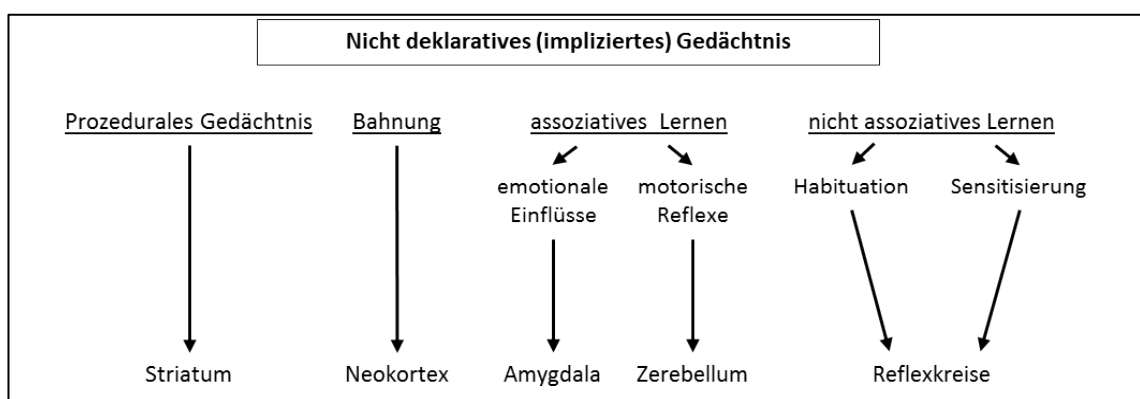 Nicht deklaratives (impliziertes) Gedächtnis
Prozedurales Gedächtnis
Bahnung
assoziatives Lernen
nicht assoziatives Lernen
emotionale
Einflüsse
motorische
Reflexe
Habituation
Sensitisierung
Striatum
Neokortex
Amygdala
Zerebellum
Reflexkreise